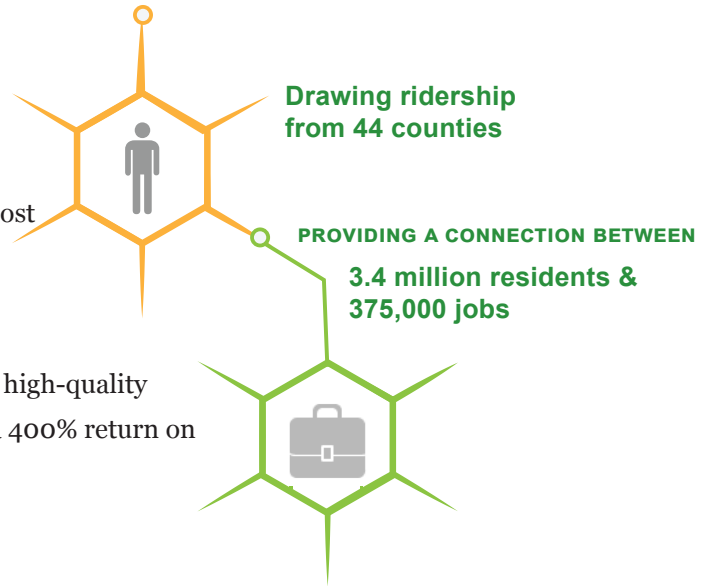 Drawing ridership
from 44 counties
ost
PROVIDING A CONNECTION BETWEEN
3.4 million residents &
375,000 jobs
high-quality
400% return on